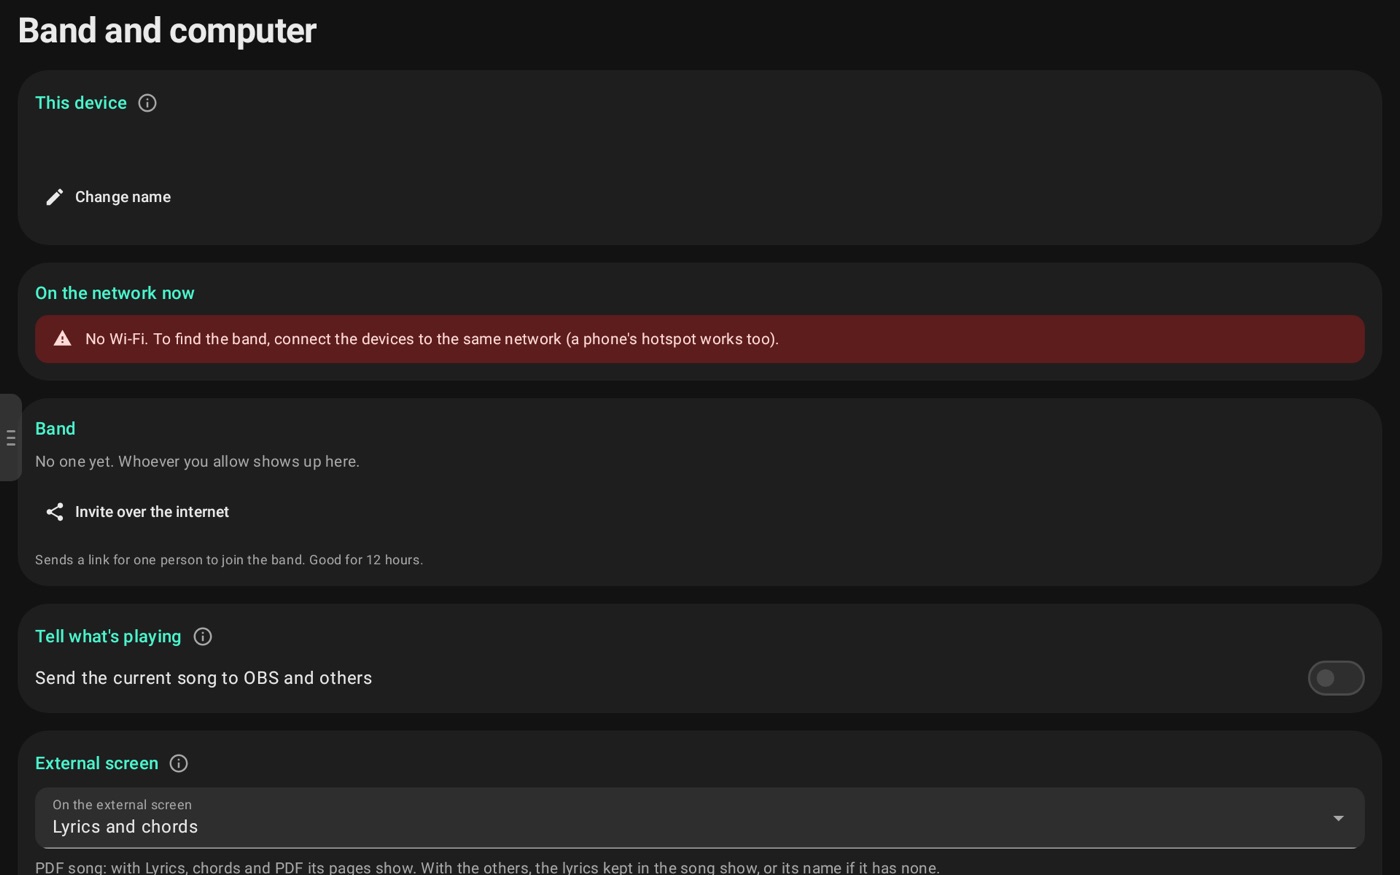 Band and computer
This device
Change name
On the network now
No Wi-Fi. To find the band, connect the devices to the same network (a phone's hotspot works too).
Band
No one yet. Whoever you allow shows up here.
Invite over the internet
Sends a link for one person to join the band. Good for 12 hours.
Tell what's playing
Send the current song to OBS and others
External screen
On the external screen
Lyrics and chords
PDF song: with Lyrics, chords and PDF its pages show. With the others, the lyrics kept in the song show, or its name if it has none.